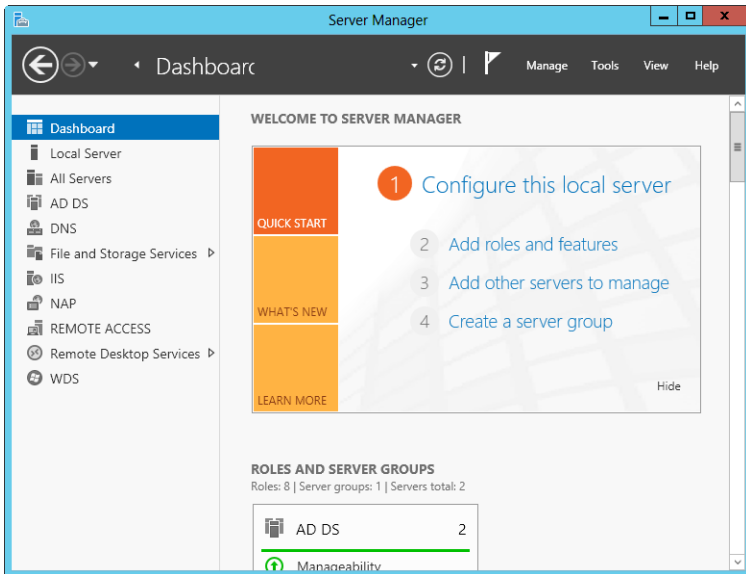 Server Manager
Dashboard
Manage Tools View Help
Dashboard
Local Server
All Servers
AD DS
DNS
File and Storage Services
IIS
NAP
REMOTE ACCESS
Remote Desktop Services
WDS
WELCOME TO SERVER MANAGER
QUICK START
WHAT'S NEW
LEARN MORE
1 Configure this local server
2 Add roles and features
3 Add other servers to manage
4 Create a server group
Hide
ROLES AND SERVER GROUPS
Roles: 8 | Server groups: 1 | Servers total: 2
AD DS 2
Manageability